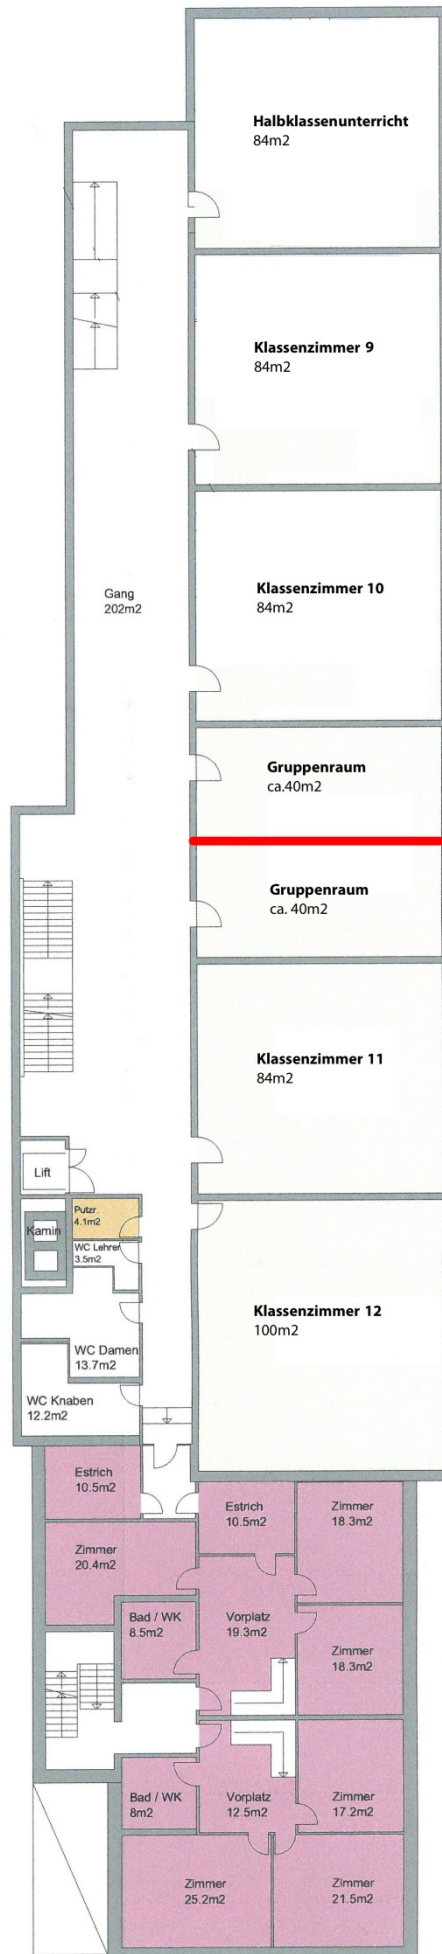 Halbklassenunterricht
84m2
Klassenzimmer 9
84m2
Klassenzimmer 10
84m2
Gang
202m2
Gruppenraum
ca.40m2
Gruppenraum
ca. 40m2
Klassenzimmer 11
84m2
Lift
Putzr.
4.1m2
Kamin
WC Lehrer
3.5m2
Klassenzimmer 12
100m2
WC Damen
13.7m2
WC Knaben
12.2m2
Estrich
10.5m2
Estrich
10.5m2
Zimmer
18.3m2
Zimmer
20.4m2
Bad / WK
8.5m2
Vorplatz
19.3m2
Zimmer
18.3m2
Bad / WK
8m2
Vorplatz
12.5m2
Zimmer
17.2m2
Zimmer
25.2m2
Zimmer
21.5m2